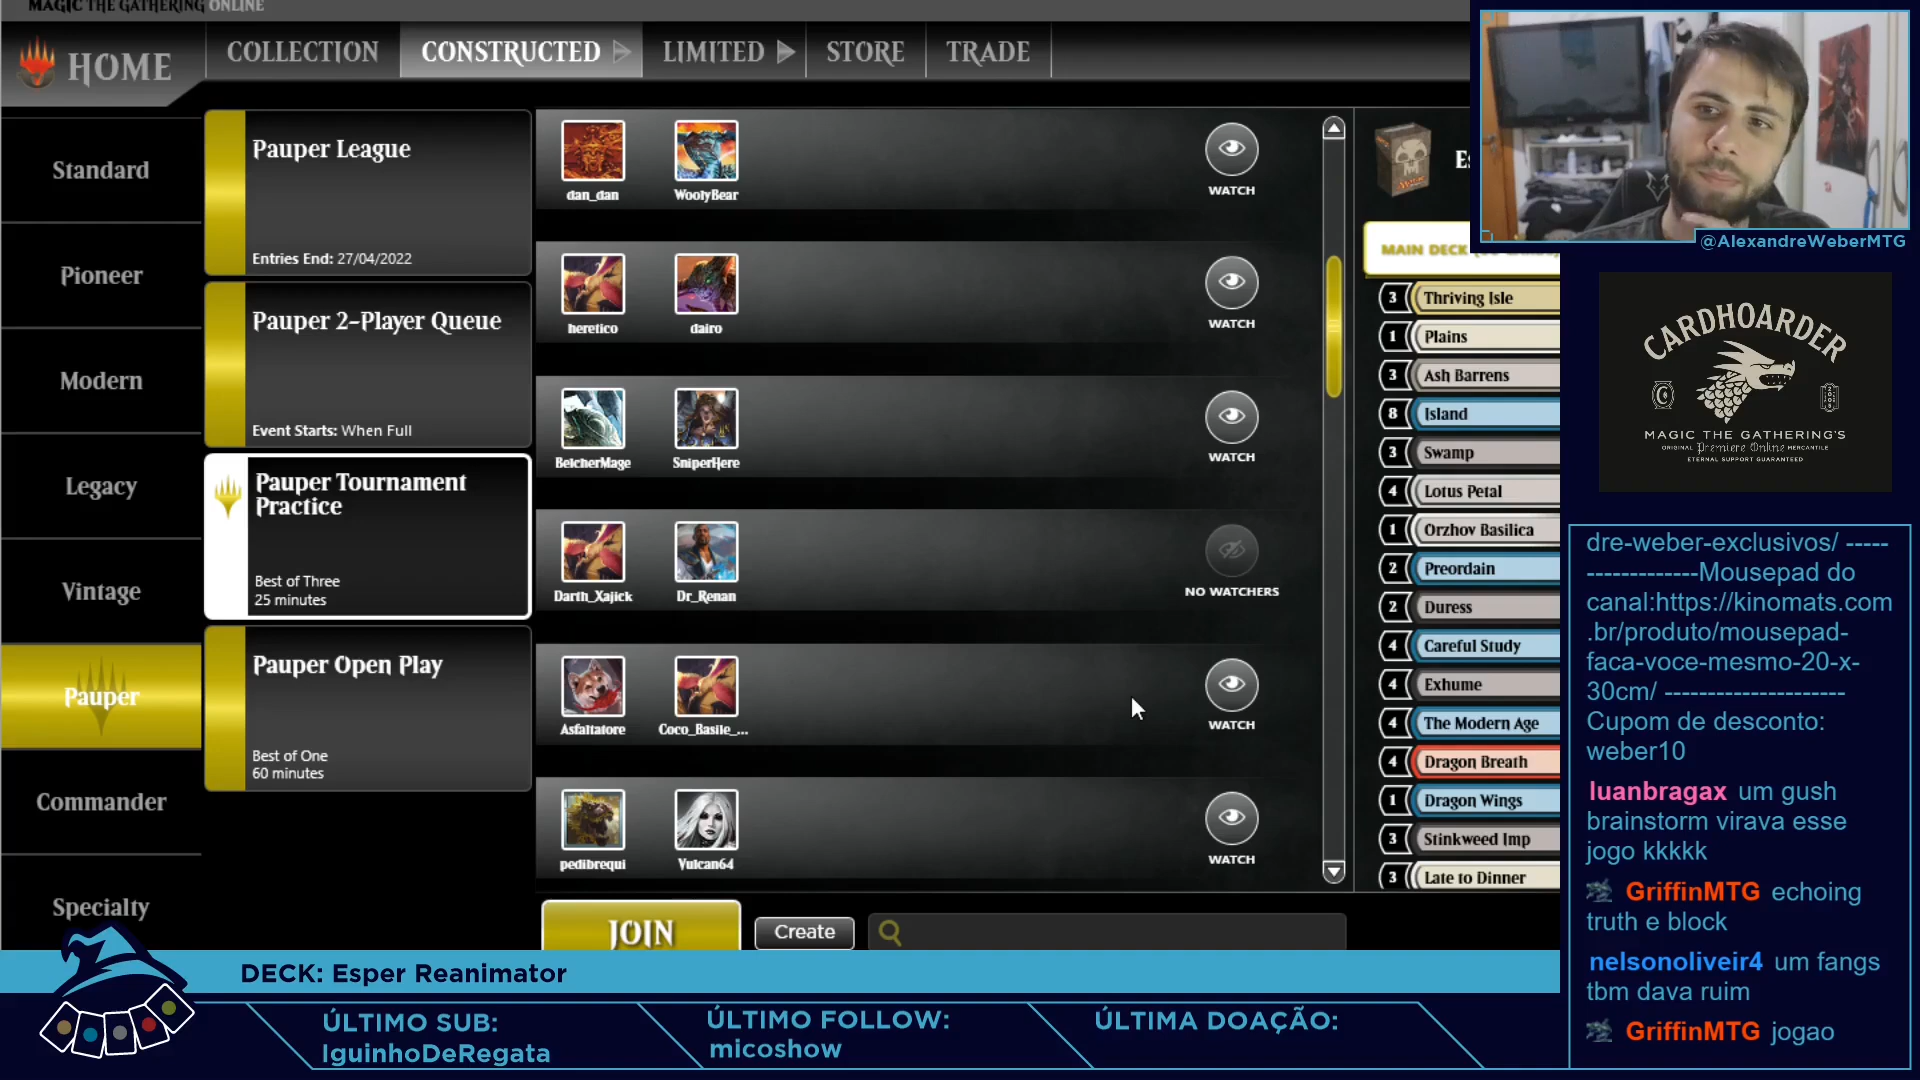 MAGIC THE GATHERING ONLINE
HOME
COLLECTION
CONSTRUCTED
LIMITED
STORE
TRADE
Standard
Pioneer
Modern
Legacy
Vintage
Pauper
Commander
Specialty
Pauper League
Entries End: 27/04/2022
Pauper 2-Player Queue
Event Starts: When Full
Pauper Tournament
Practice
Best of Three
25 minutes
Pauper Open Play
Best of One
60 minutes
dan_dan
WoolyBear
WATCH
heretico
dairo
WATCH
BelcherMage
SniperHere
WATCH
Darth_Xajick
Dr_Renan
NO WATCHERS
Asfaltatore
Coco_Basile_...
WATCH
pedibrequi
Vulcan64
WATCH
JOIN
Create
Es
MAIN DECK
3 Thriving Isle
1 Plains
3 Ash Barrens
8 Island
3 Swamp
4 Lotus Petal
1 Orzhov Basilica
2 Preordain
2 Duress
4 Careful Study
4 Exhume
4 The Modern Age
4 Dragon Breath
1 Dragon Wings
3 Stinkweed Imp
3 Late to Dinner
@AlexandreWeberMTG
CARDHOARDER
MAGIC THE GATHERING'S
ORIGINAL Premiere Online MERCANTILE
ETERNAL SUPPORT GUARANTEED
dre-weber-exclusivos/ -----
---------------Mousepad do
canal:https://kinomats.com
.br/produto/mousepad-
faca-voce-mesmo-20-x-
30cm/ ---------------------
Cupom de desconto:
weber10
luanbragax um gush
brainstorm virava esse
jogo kkkkk
GriffinMTG echoing
truth e block
nelsonoliveir4 um fangs
tbm dava ruim
GriffinMTG jogao
DECK: Esper Reanimator
ÚLTIMO SUB:
IguinhoDeRegata
ÚLTIMO FOLLOW:
micoshow
ÚLTIMA DOAÇÃO: